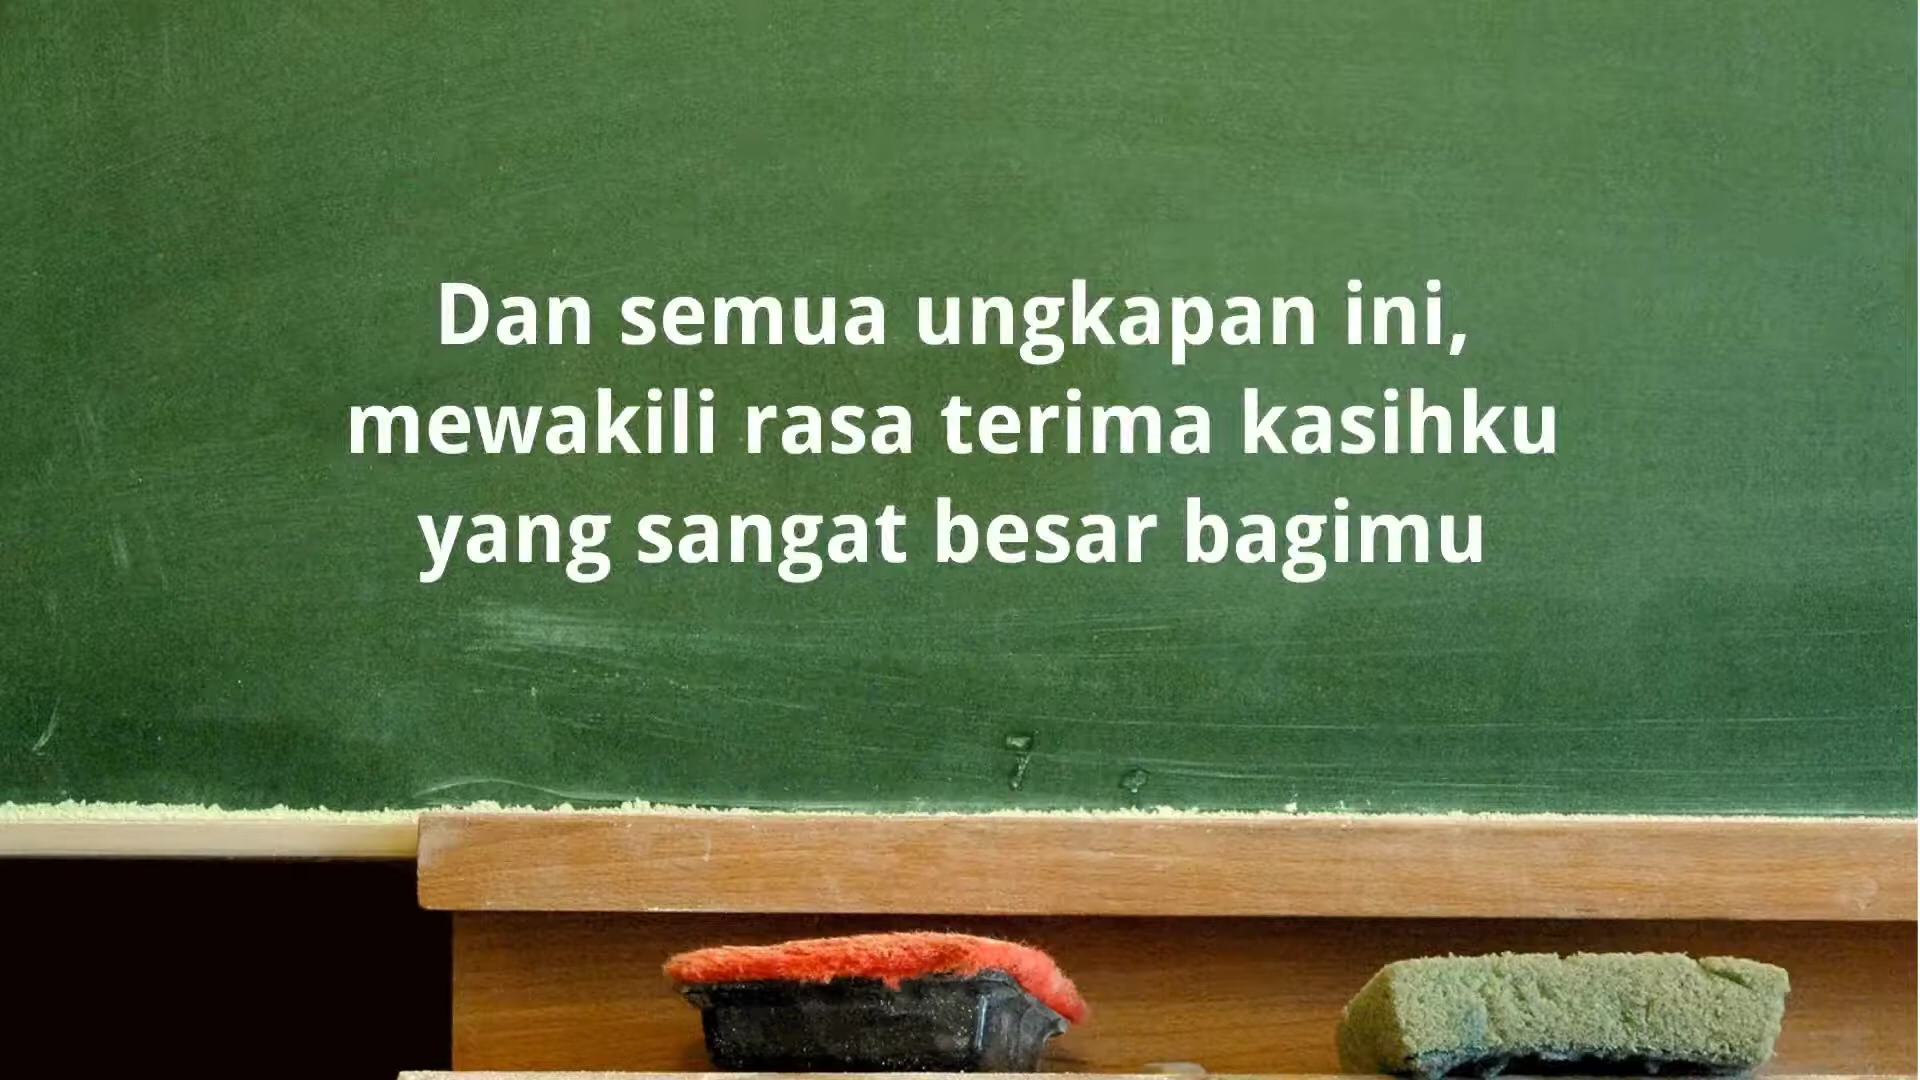 Dan semua ungkapan ini,
mewakili rasa terima kasihku
yang sangat besar bagimu